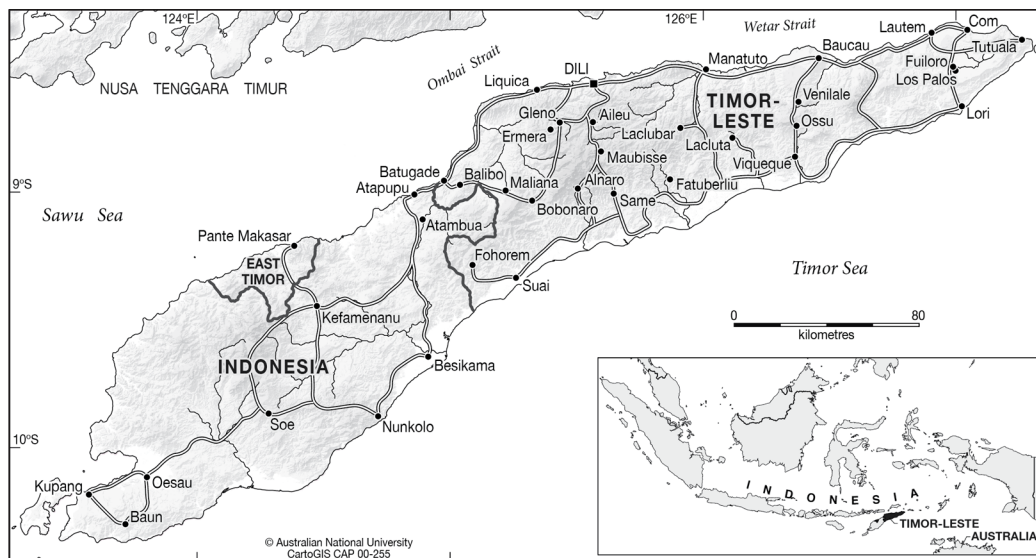 124°E
126°E
Wetar Strait
Ombai Strait
NUSA TENGGARA TIMUR
Lautem
Com
Tutuala
Baucau
Manatuto
DILI
Liquica
Fuiloro
Los Palos
Lori
TIMOR-
LESTE
Venilale
Ossu
Gleno
Aileu
Ermera
Laclubar
Lacluta
Viqueque
Maubisse
Batugade
Balibo
Atapupu
Maliana
Alnaro
Fatuberliu
Same
Bobonaro
9°S
Sawu Sea
Atambua
Pante Makasar
EAST
TIMOR
Fohorem
Suai
Timor Sea
Kefamenanu
0
80
kilometres
INDONESIA
Besikama
Soe
Nunkolo
10°S
Oesau
Kupang
Baun
© Australian National University
CartoGIS CAP 00-255
INDONESIA
TIMOR-LESTE
AUSTRALIA